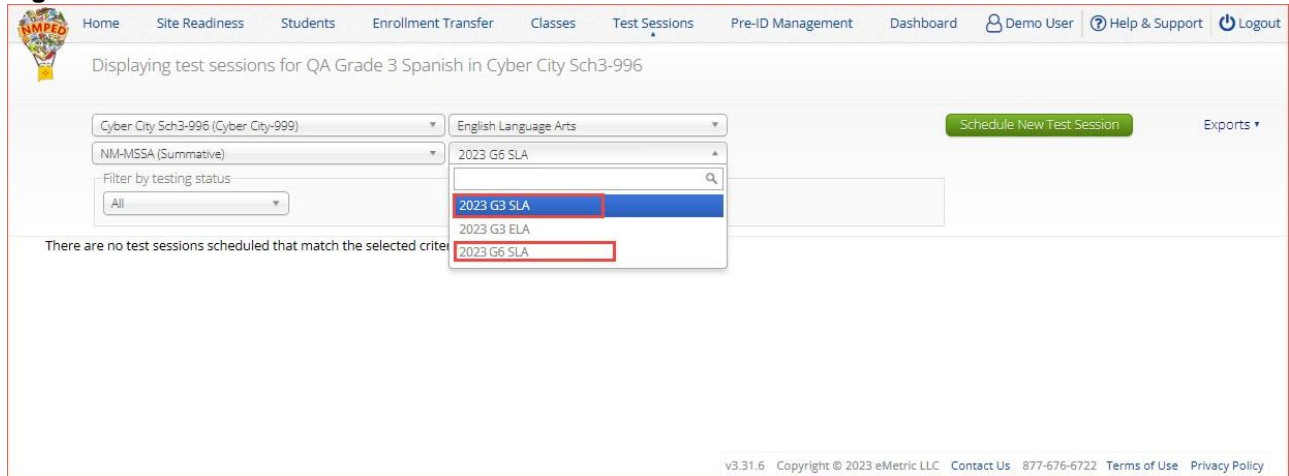 NMPED
Home Site Readiness Students Enrollment Transfer Classes Test Sessions Pre-ID Management Dashboard Demo User Help & Support Logout
Displaying test sessions for QA Grade 3 Spanish in Cyber City Sch3-996
Cyber City Sch3-996 (Cyber City-999) English Language Arts Schedule New Test Session Exports
NM-MSSA (Summative) 2023 G6 SLA
Filter by testing status
All
2023 G3 SLA
2023 G3 ELA
There are no test sessions scheduled that match the selected
2023 G6 SLA
v3.31.6 Copyright © 2023 eMetric LLC Contact Us 877-676-6722 Terms of Use Privacy Policy